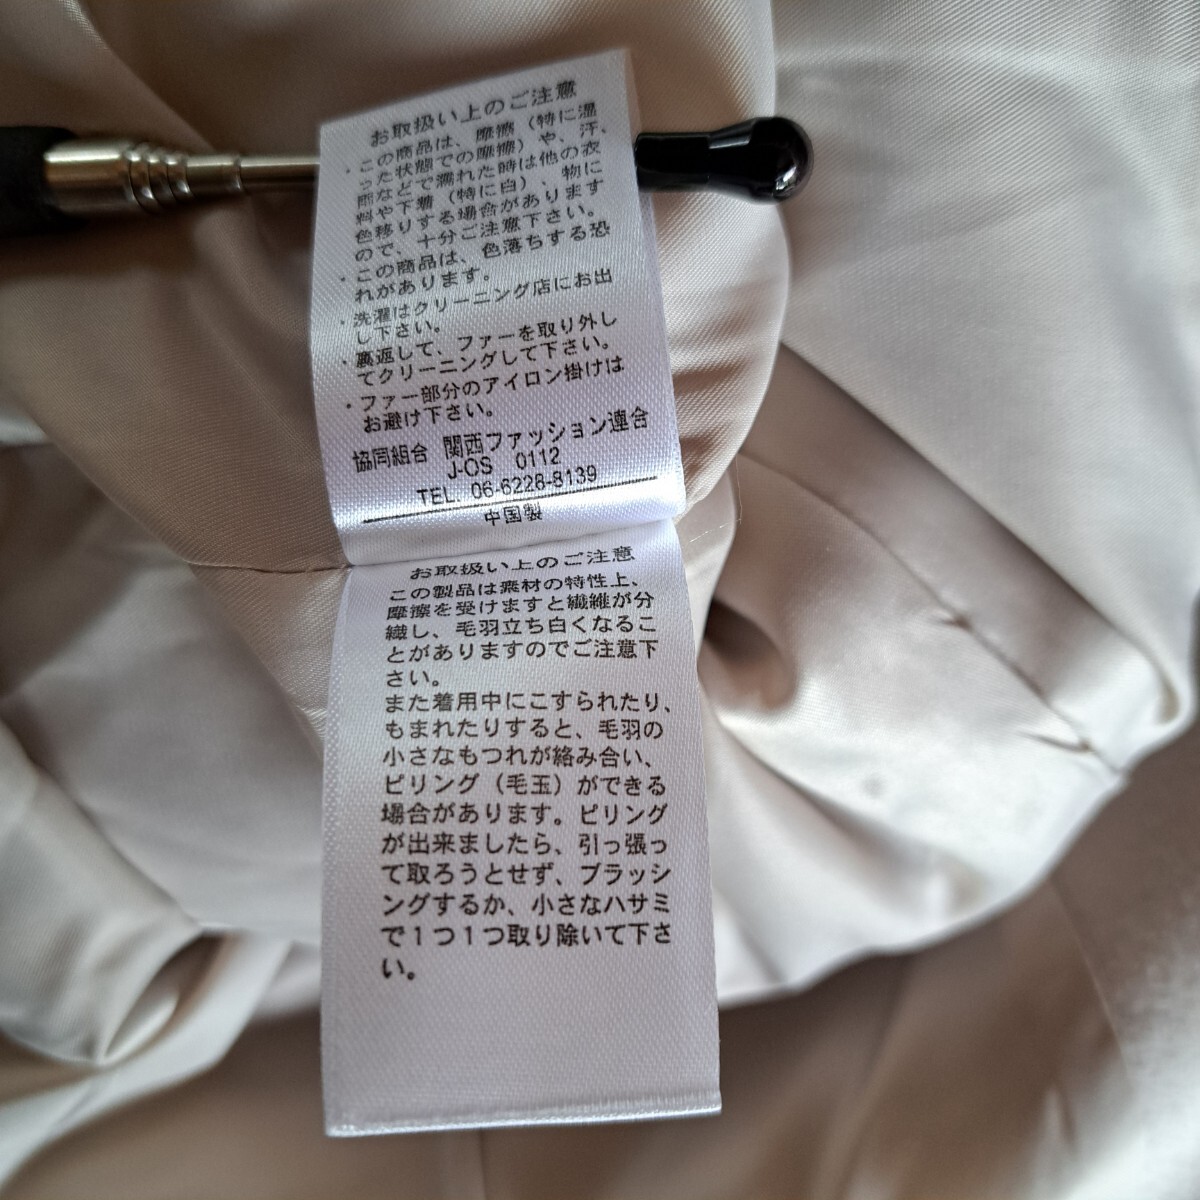 お取扱い上のご注意
・この商品は、摩擦（特に湿
った状態での摩擦）や、汗、
雨などで濡れた時は他の衣
料や下着（特に白）、物に
色移りする場合があります
ので、十分ご注意下さい。
・この商品は、色落ちする恐
れがあります。
・洗濯はクリーニング店にお出
し下さい。
・裏返して、ファーを取り外し
てクリーニングして下さい。
・ファー部分のアイロン掛けは
お避け下さい。
協同組合 関西ファッション連合
J-OS 0112
TEL. 06-6228-8139
中国製
お取扱い上のご注意
この製品は素材の特性上、
摩擦を受けますと繊維が分
織し、毛羽立ち白くなるこ
とがありますのでご注意下
さい。
また着用中にこすられたり、
もまれたりすると、毛羽の
小さなもつれが絡み合い、
ピリング（毛玉）ができる
場合があります。ピリング
が出来ましたら、引っ張っ
て取ろうとせず、ブラッシ
ングするか、小さなハサミ
で１つ１つ取り除いて下さ
い。